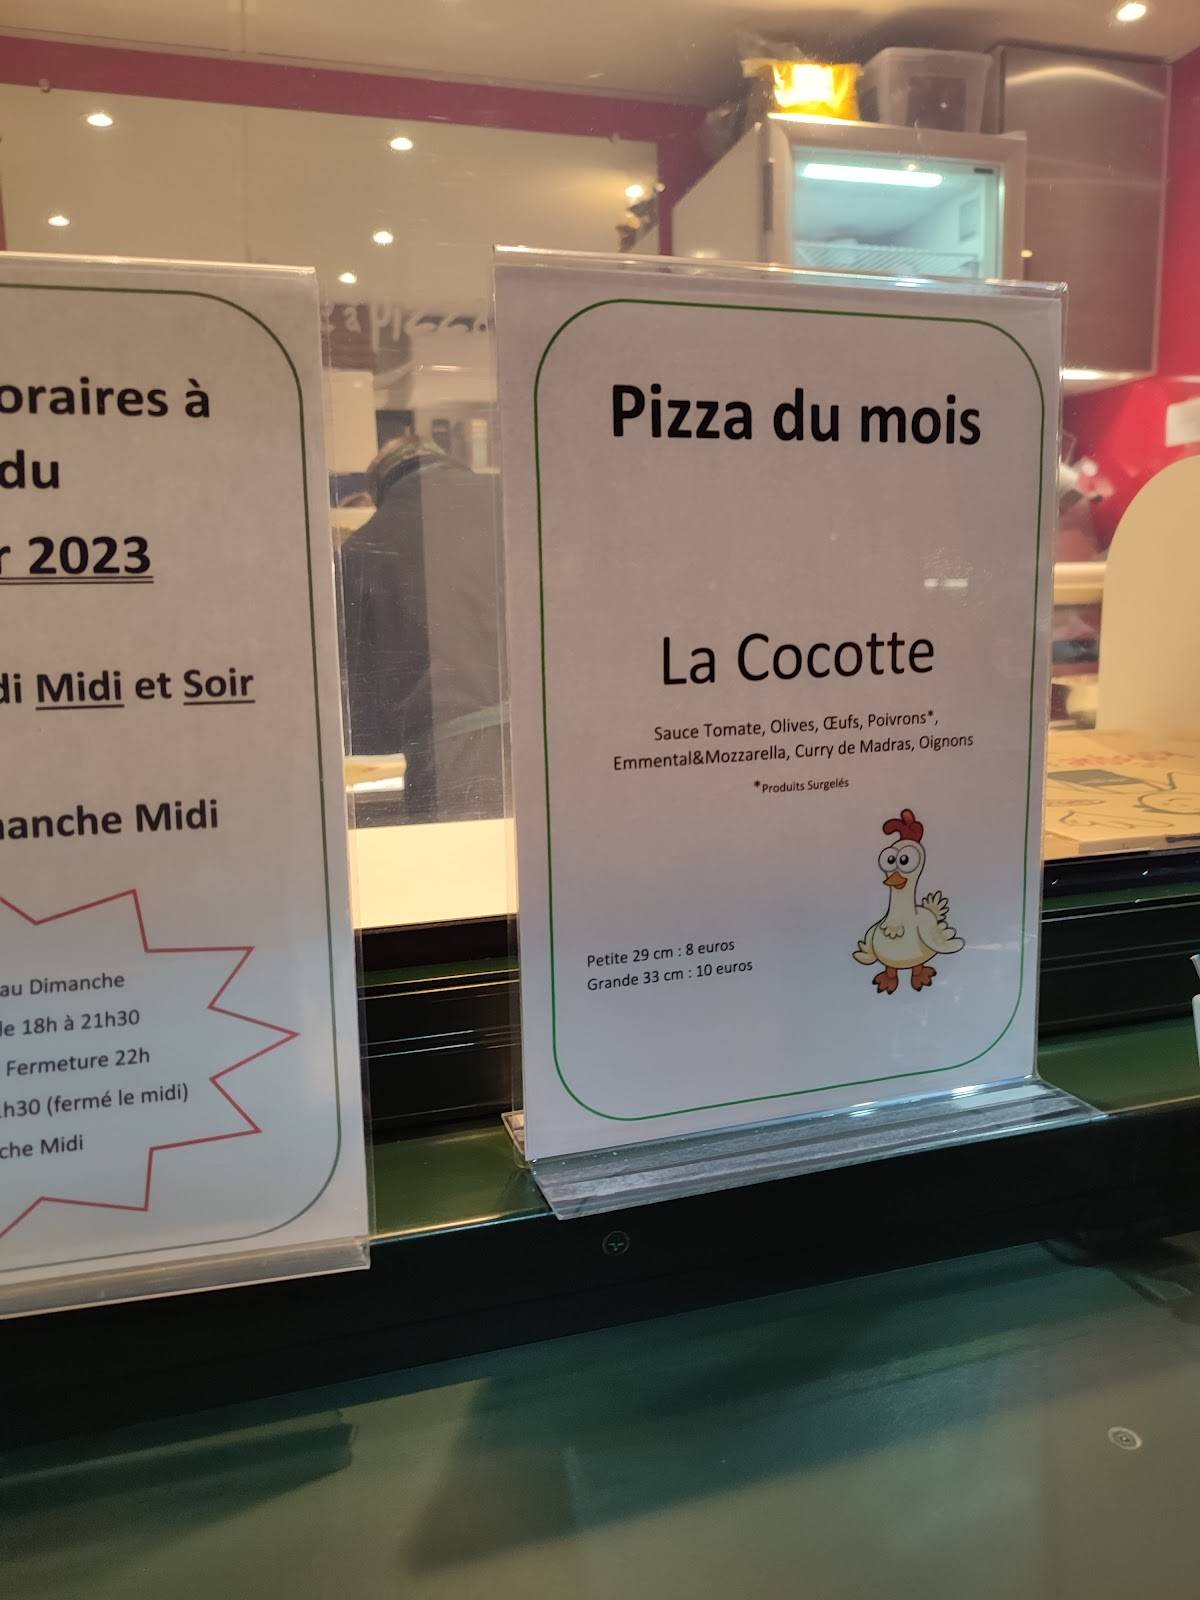 oraires à
du
r 2023
di Midi et Soir
manche Midi
au Dimanche
de 18h à 21h30
Fermeture 22h
1h30 (fermé le midi)
che Midi
Pizza du mois
La Cocotte
Sauce Tomate, Olives, Œufs, Poivrons*,
Emmental&Mozzarella, Curry de Madras, Oignons
*Produits Surgelés
Petite 29 cm : 8 euros
Grande 33 cm : 10 euros